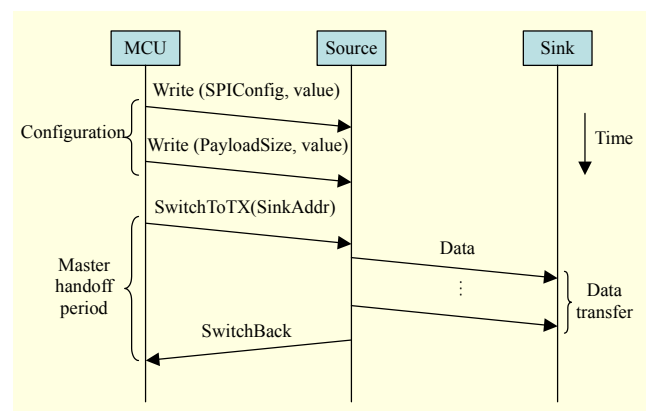 MCU
Source
Sink
Write (SPIConfig, value)
Configuration
Time
Write (PayloadSize, value)
SwitchToTX(SinkAddr)
Data
Master
handoff
period
Data
transfer
SwitchBack